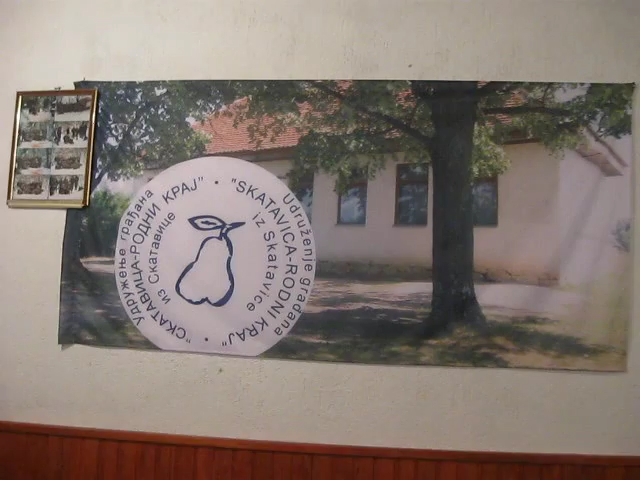 Удружење грађана
"СКАТАВИЦА-РОДНИ КРАЈ"
из Скатавице
Udruženje građana
"SKATAVICA-RODNI KRAJ"
iz Skatavice